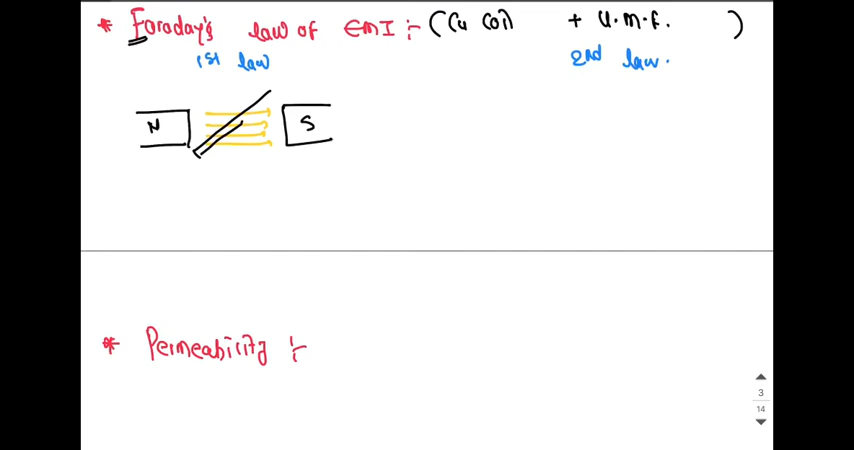 * Faraday's law of EMI :- (Cu Coil + U.M.F. )
1st law 2nd law.
N S
* Permeability :-
3
14